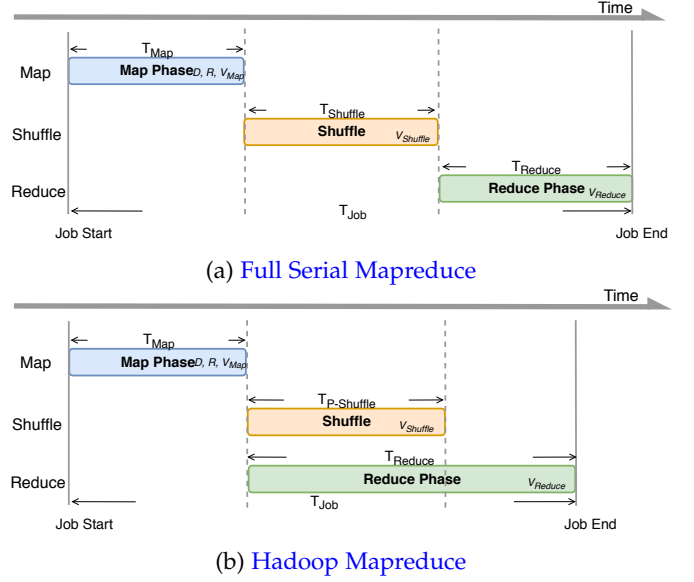 Time
T_Map
Map Map Phase D, R, V_Map
T_Shuffle
Shuffle Shuffle V_Shuffle
T_Reduce
Reduce Reduce Phase V_Reduce
T_Job
Job Start Job End
(a) Full Serial Mapreduce
Time
T_Map
Map Map Phase D, R, V_Map
T_P-Shuffle
Shuffle Shuffle V_Shuffle
T_Reduce
Reduce Reduce Phase V_Reduce
T_Job
Job Start Job End
(b) Hadoop Mapreduce